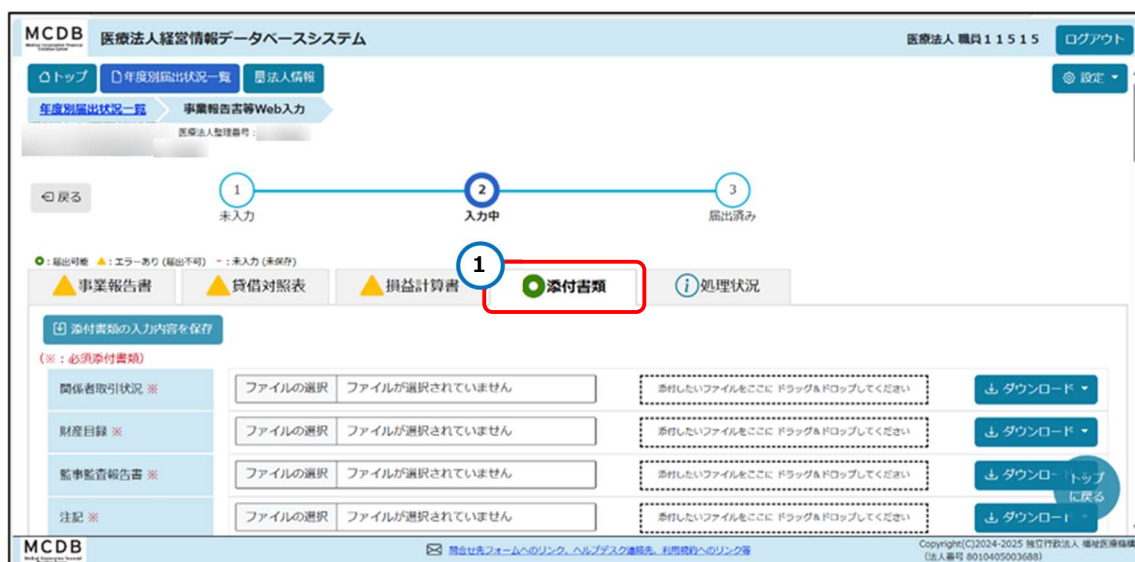 MCDB 医療法人経営情報データベースシステム 医療法人 職員11515 ログアウト
トップ 年度別届出状況一覧 法人情報 設定
年度別届出状況一覧 事業報告書等Web入力
医療法人整理番号：
戻る
1 2 3
未入力 入力中 届出済み
：届出可能 ：エラーあり (届出不可) －：未入力 (未保存)
1
事業報告書 貸借対照表 損益計算書 添付書類 処理状況
添付書類の入力内容を保存
(※：必須添付書類)
関係者取引状況 ※ ファイルの選択 ファイルが選択されていません 添付したいファイルをここに ドラッグ&ドロップしてください ダウンロード
財産目録 ※ ファイルの選択 ファイルが選択されていません 添付したいファイルをここに ドラッグ&ドロップしてください ダウンロード
監事監査報告書 ※ ファイルの選択 ファイルが選択されていません 添付したいファイルをここに ドラッグ&ドロップしてください ダウンロー
トップに戻る
注記 ※ ファイルの選択 ファイルが選択されていません 添付したいファイルをここに ドラッグ&ドロップしてください ダウンロー
MCDB 問合せ先フォームへのリンク、ヘルプデスク連絡先、利用規約へのリンク等 Copyright(C)2024-2025 独立行政法人 福祉医療機構
(法人番号 8010405003688)